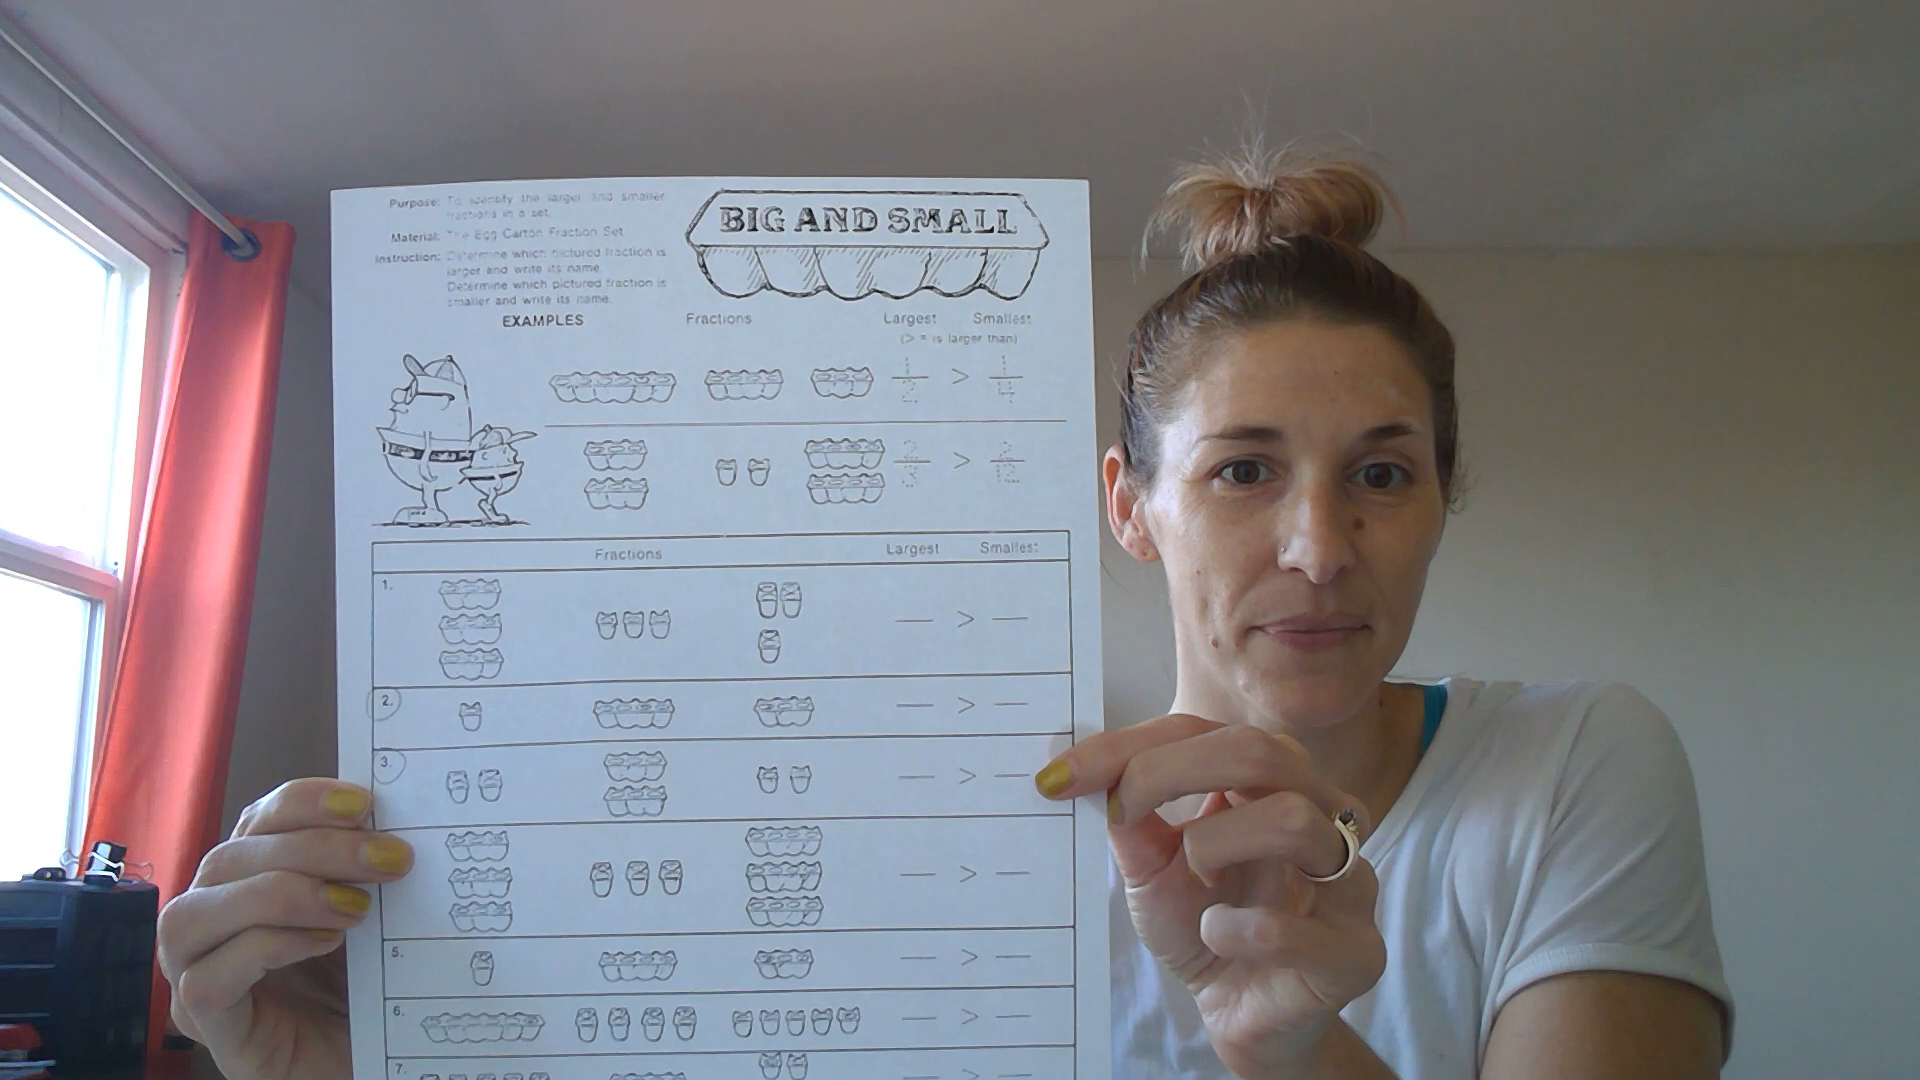 BIG AND SMALL
Purpose: To identify the larger and smaller
fractions in a set.
Material: The Egg Carton Fraction Set
Instruction: Determine which pictured fraction is
larger and write its name.
Determine which pictured fraction is
smaller and write its name.
EXAMPLES Fractions Largest Smallest
(> = is larger than)
1/2 > 1/4
2/3 > 2/12
Fractions Largest Smallest
1. — > —
2. — > —
3. — > —
— > —
5. — > —
6. — > —
7. — > —